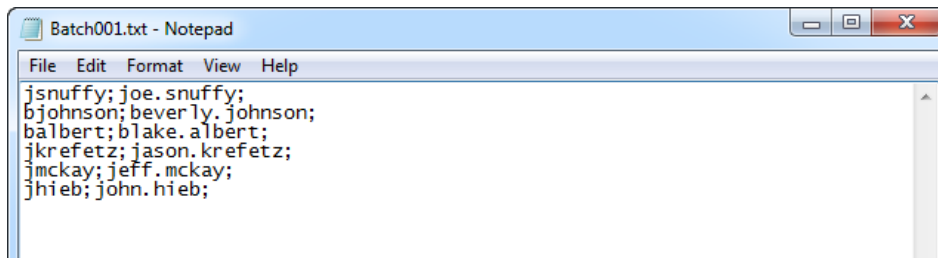 Batch001.txt - Notepad
File Edit Format View Help
jsnuffy;joe.snuffy;
bjohnson;beverly.johnson;
balbert;blake.albert;
jkrefetz;jason.krefetz;
jmckay;jeff.mckay;
jhieb;john.hieb;